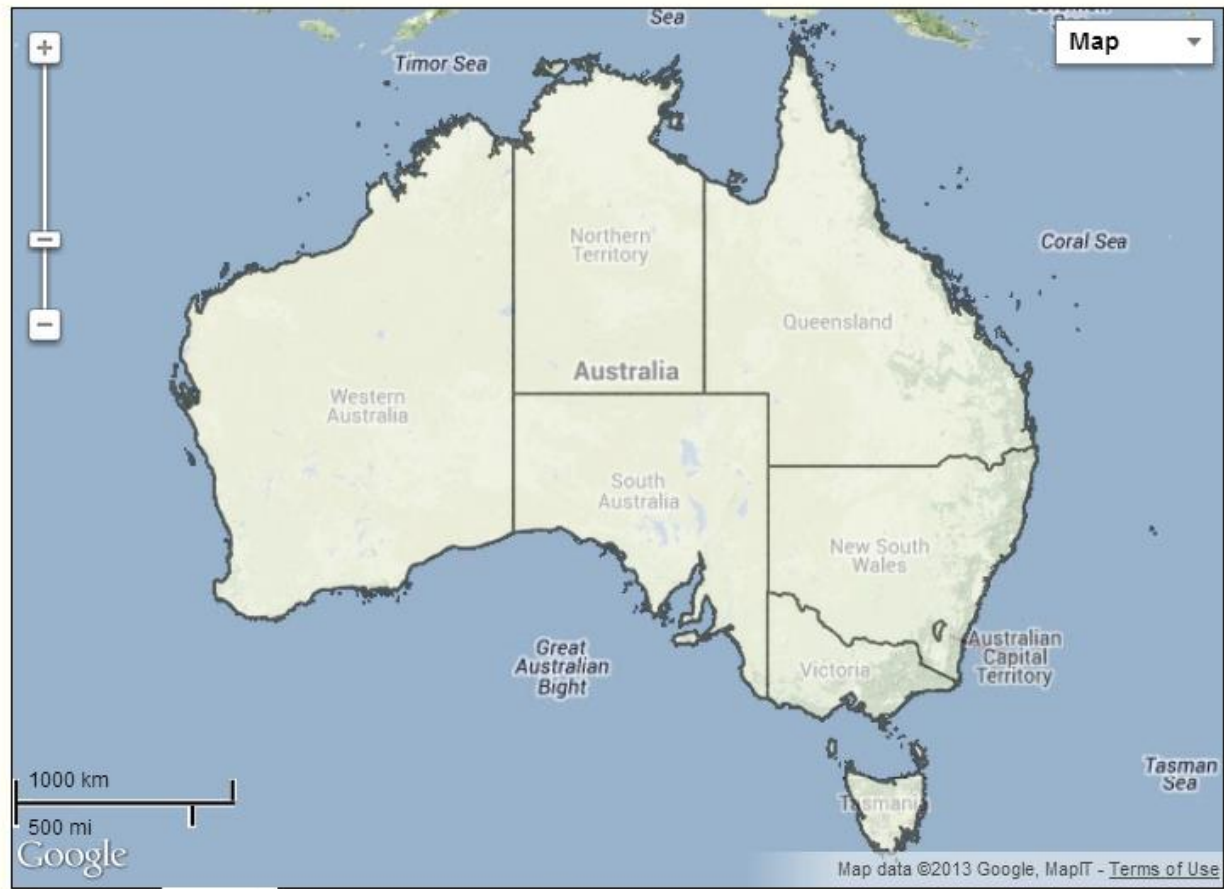 Sea
Map
Timor Sea
Coral Sea
Northern
Territory
Queensland
Australia
Western
Australia
South
Australia
New South
Wales
Great
Australian
Bight
Australian
Capital
Territory
Victoria
Tasman
Sea
Tasmania
1000 km
500 mi
Google
Map data ©2013 Google, MapIT - Terms of Use